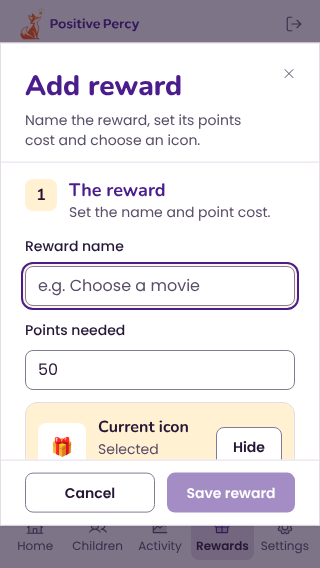 Positive Percy
Add reward
Name the reward, set its points
cost and choose an icon.
1
The reward
Set the name and point cost.
Reward name
e.g. Choose a movie
Points needed
50
Current icon
Selected
Hide
Cancel
Save reward
Home
Children
Activity
Rewards
Settings